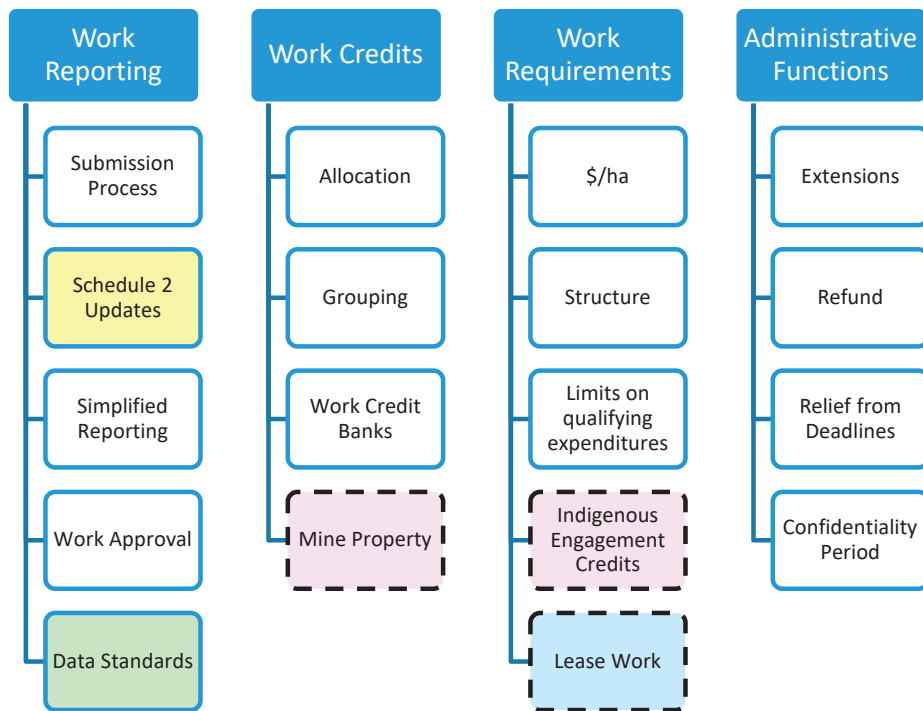 Work
Reporting
Submission
Process
Schedule 2
Updates
Simplified
Reporting
Work Approval
Data Standards
Work Credits
Allocation
Grouping
Work Credit
Banks
Mine Property
Work
Requirements
$/ha
Structure
Limits on
qualifying
expenditures
Indigenous
Engagement
Credits
Lease Work
Administrative
Functions
Extensions
Refund
Relief from
Deadlines
Confidentiality
Period